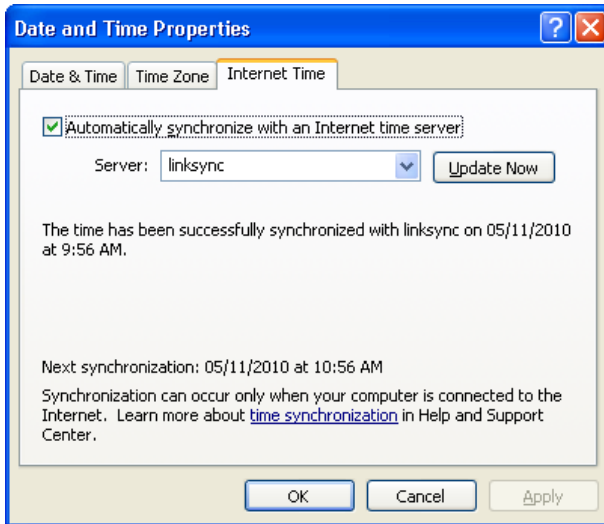 Date and Time Properties
Date & Time Time Zone Internet Time
Automatically synchronize with an Internet time server
Server: linksync Update Now
The time has been successfully synchronized with linksync on 05/11/2010
at 9:56 AM.
Next synchronization: 05/11/2010 at 10:56 AM
Synchronization can occur only when your computer is connected to the
Internet. Learn more about time synchronization in Help and Support
Center.
OK Cancel Apply